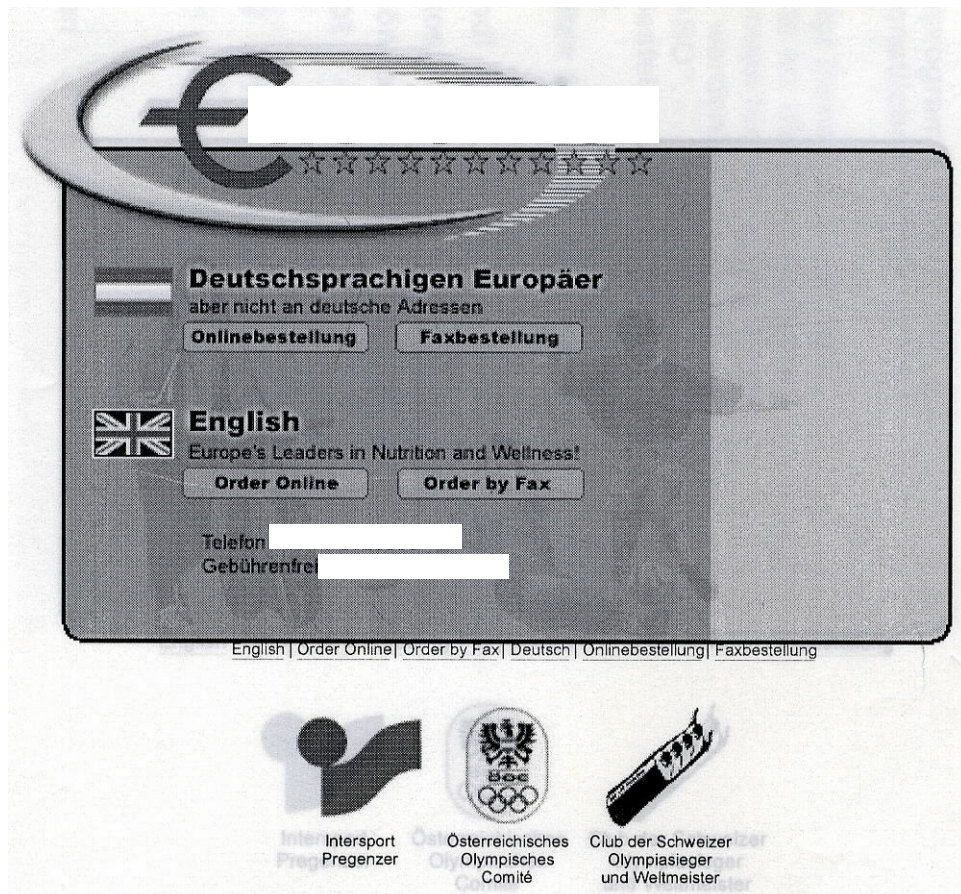 Deutschsprachigen Europäer
aber nicht an deutsche Adressen
Onlinebestellung Faxbestellung
English
Europe's Leaders in Nutrition and Wellness!
Order Online Order by Fax
Telefon
Gebührenfrei
English | Order Online | Order by Fax | Deutsch | Onlinebestellung | Faxbestellung
Intersport
Pregenzer
Österreichisches
Olympisches
Comité
Club der Schweizer
Olympiasieger
und Weltmeister